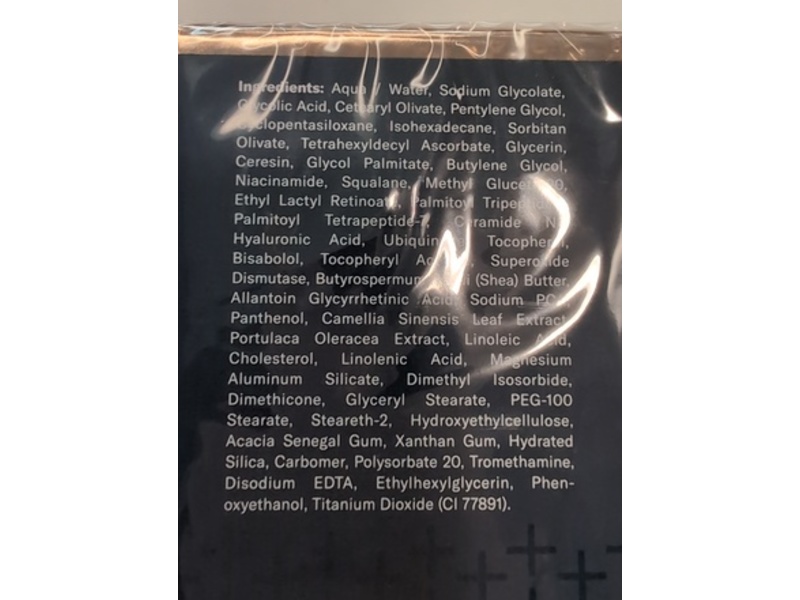 Ingredients: Aqua / Water, Sodium Glycolate,
Glycolic Acid, Cetearyl Olivate, Pentylene Glycol,
Cyclopentasiloxane, Isohexadecane, Sorbitan
Olivate, Tetrahexyldecyl Ascorbate, Glycerin,
Ceresin, Glycol Palmitate, Butylene Glycol,
Niacinamide, Squalane, Methyl
Ethyl Lactyl Retinoate, Palmitoyl
Palmitoyl Ceramide
Hyaluronic Acid, Tocopherol,
Bisabolol, Tocopheryl Superoxide
Dismutase, (Shea) Butter,
Allantoin Glycyrrhetinic Acid, Sodium
Panthenol, Camellia Sinensis Leaf Extract,
Portulaca Oleracea Extract, Linoleic Acid,
Cholesterol, Linolenic Acid, Magnesium
Aluminum Silicate, Dimethyl Isosorbide,
Dimethicone, Glyceryl Stearate, PEG-100
Stearate, Steareth-2, Hydroxyethylcellulose,
Acacia Senegal Gum, Xanthan Gum, Hydrated
Silica, Carbomer, Polysorbate 20, Tromethamine,
Disodium EDTA, Ethylhexylglycerin, Phen-
oxyethanol, Titanium Dioxide (CI 77891).